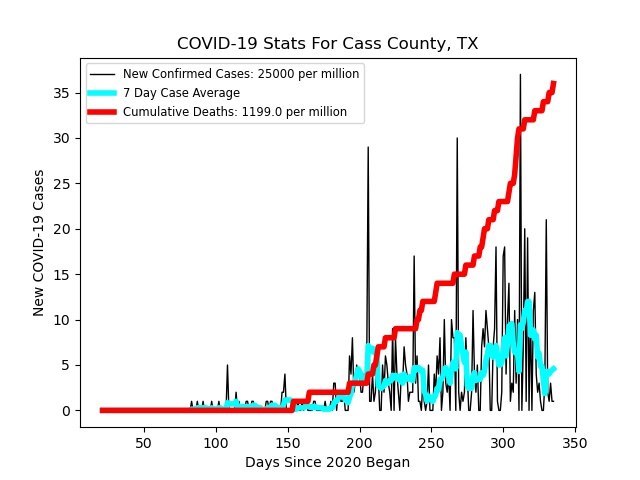 COVID-19 Stats For Cass County, TX
New Confirmed Cases: 25000 per million
7 Day Case Average
Cumulative Deaths: 1199.0 per million
New COVID-19 Cases
35
30
25
20
15
10
5
0
50
100
150
200
250
300
350
Days Since 2020 Began